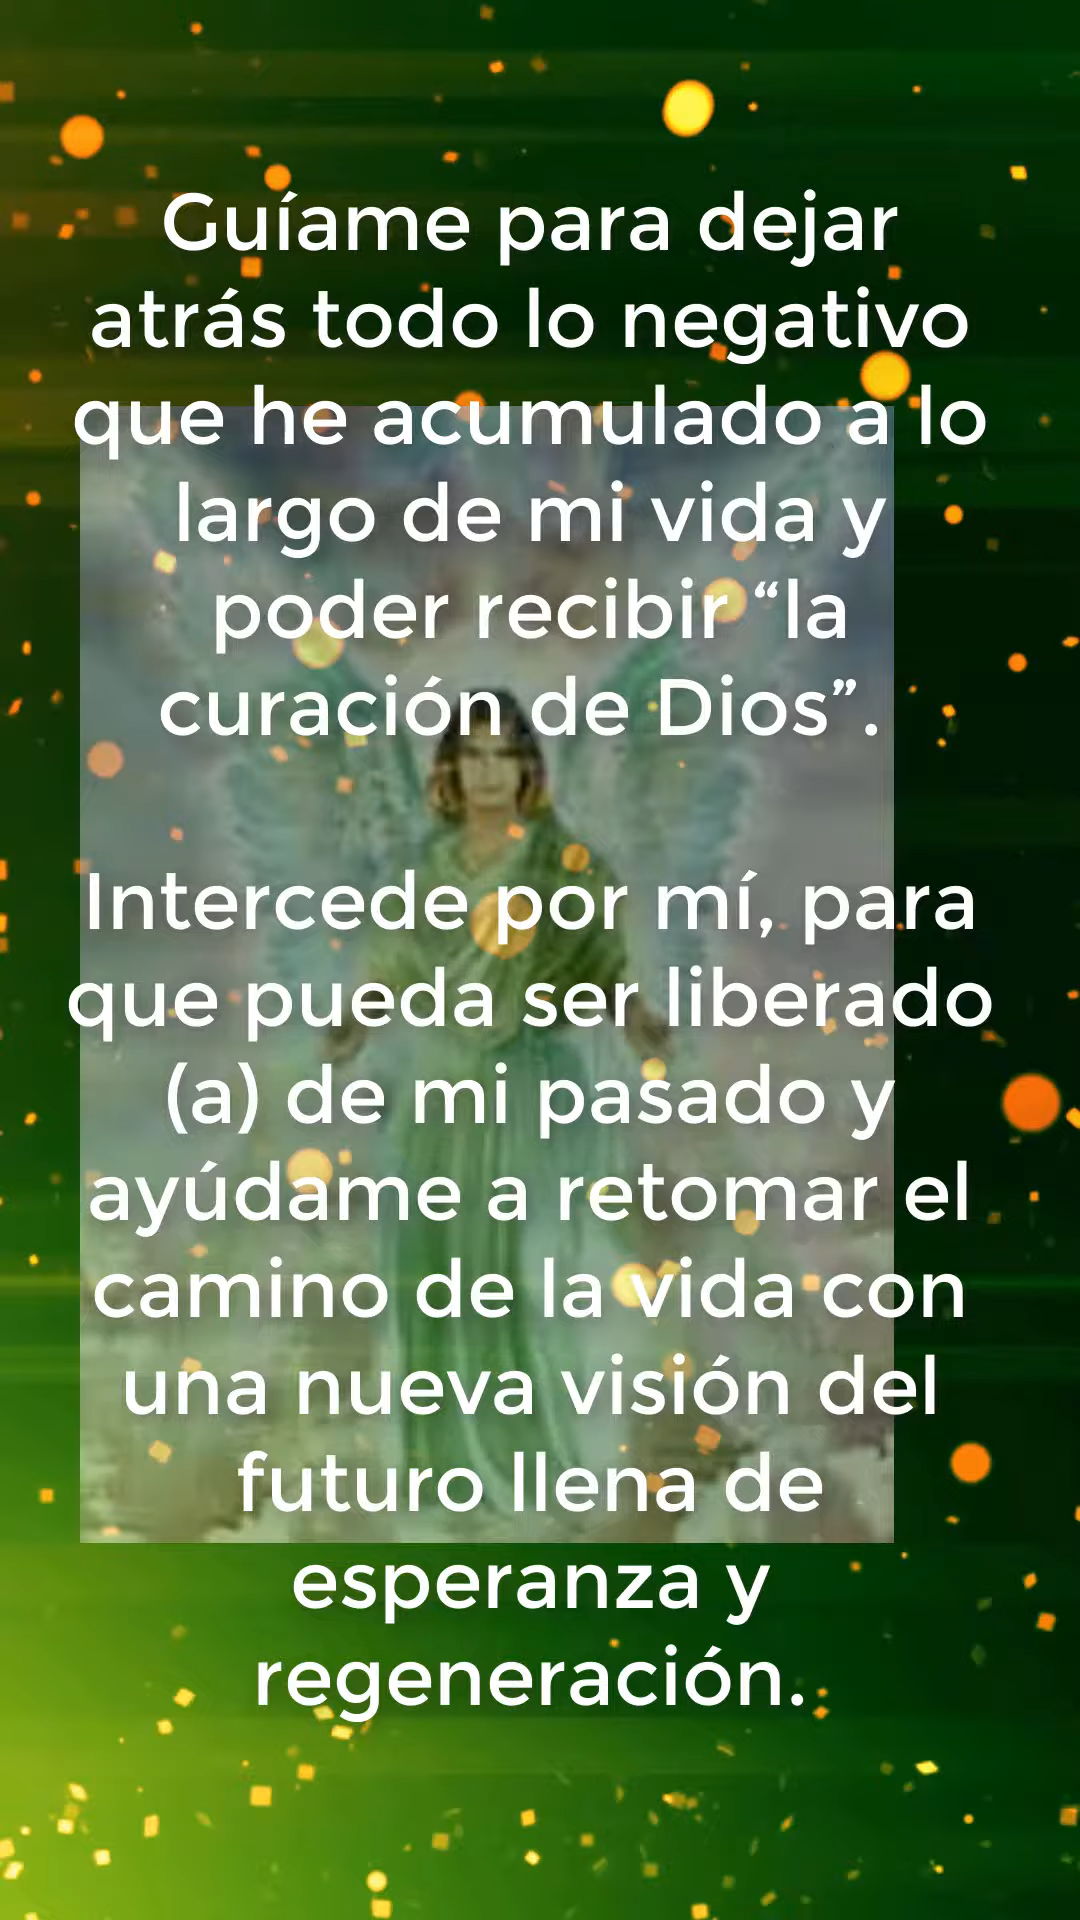 Guíame para dejar
atrás todo lo negativo
que he acumulado a lo
largo de mi vida y
poder recibir “la
curación de Dios”.
Intercede por mí, para
que pueda ser liberado
(a) de mi pasado y
ayúdame a retomar el
camino de la vida con
una nueva visión del
futuro llena de
esperanza y
regeneración.